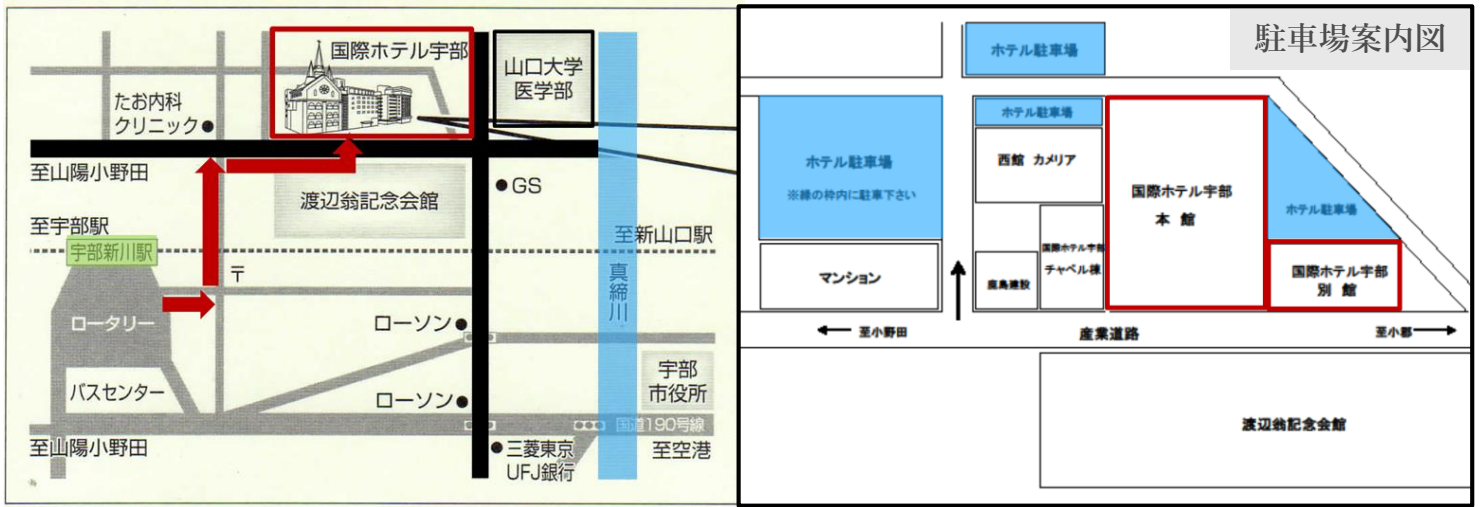 国際ホテル宇部
山口大学
医学部
たお内科
クリニック
至山陽小野田
渡辺翁記念会館
GS
至宇部駅
至新山口駅
宇部新川駅
〒
真締川
ロータリー
ローソン
宇部
市役所
バスセンター
ローソン
国道190号線
至山陽小野田
三菱東京
UFJ銀行
至空港
駐車場案内図
ホテル駐車場
ホテル駐車場
ホテル駐車場
※緑の枠内に駐車下さい
西館 カメリア
国際ホテル宇部
本 館
ホテル駐車場
マンション
鹿島建設
国際ホテル宇部
チャペル棟
国際ホテル宇部
別 館
至小野田
産業道路
至小郡
渡辺翁記念会館